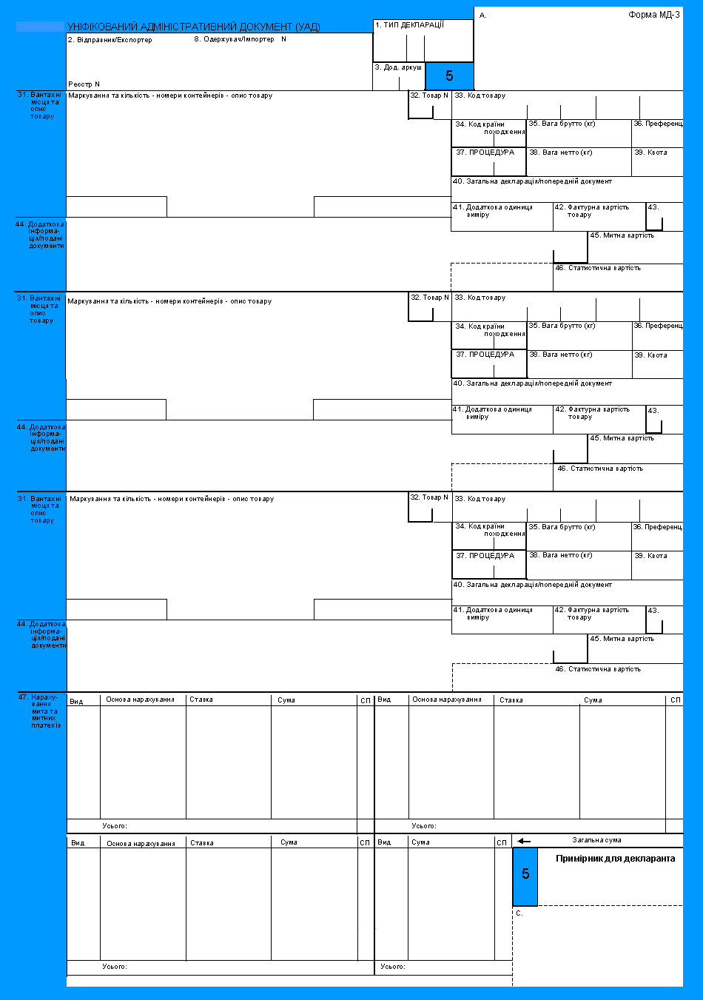 А.
Форма МД-3
УНІФІКОВАНИЙ АДМІНІСТРАТИВНИЙ ДОКУМЕНТ (УАД)
1. ТИП ДЕКЛАРАЦІЇ
2. Відправник/Експортер
8. Одержувач/Імпортер N
3. Дод. аркуш
5
Реєстр N
31. Вантажні
місця та
опис
товару
Маркування та кількість - номери контейнерів - опис товару
32. Товар N
33. Код товару
34. Код країни
походження
35. Вага брутто (кг)
36. Преференц
37. ПРОЦЕДУРА
38. Вага нетто (кг)
39. Квота
40. Загальна декларація/попередній документ
41. Додаткова одиниця
виміру
42. Фактурна вартість
товару
43.
44. Додаткова
інформа-
ція/подані
документи
45. Митна вартість
46. Статистична вартість
31. Вантажні
місця та
опис
товару
Маркування та кількість - номери контейнерів - опис товару
32. Товар N
33. Код товару
34. Код країни
походження
35. Вага брутто (кг)
36. Преференц
37. ПРОЦЕДУРА
38. Вага нетто (кг)
39. Квота
40. Загальна декларація/попередній документ
41. Додаткова одиниця
виміру
42. Фактурна вартість
товару
43.
44. Додаткова
інформа-
ція/подані
документи
45. Митна вартість
46. Статистична вартість
31. Вантажні
місця та
опис
товару
Маркування та кількість - номери контейнерів - опис товару
32. Товар N
33. Код товару
34. Код країни
походження
35. Вага брутто (кг)
36. Преференц
37. ПРОЦЕДУРА
38. Вага нетто (кг)
39. Квота
40. Загальна декларація/попередній документ
41. Додаткова одиниця
виміру
42. Фактурна вартість
товару
43.
44. Додаткова
інформа-
ція/подані
документи
45. Митна вартість
46. Статистична вартість
47. Нараху-
вання
мита та
митних
платежів
Вид Основа нарахування Ставка Сума СП Вид Основа нарахування Ставка Сума СП
Усього: Усього:
Вид Основа нарахування Ставка Сума СП Вид Сума СП
Загальна сума
Примірник для декларанта
5
С.
Усього: Усього: